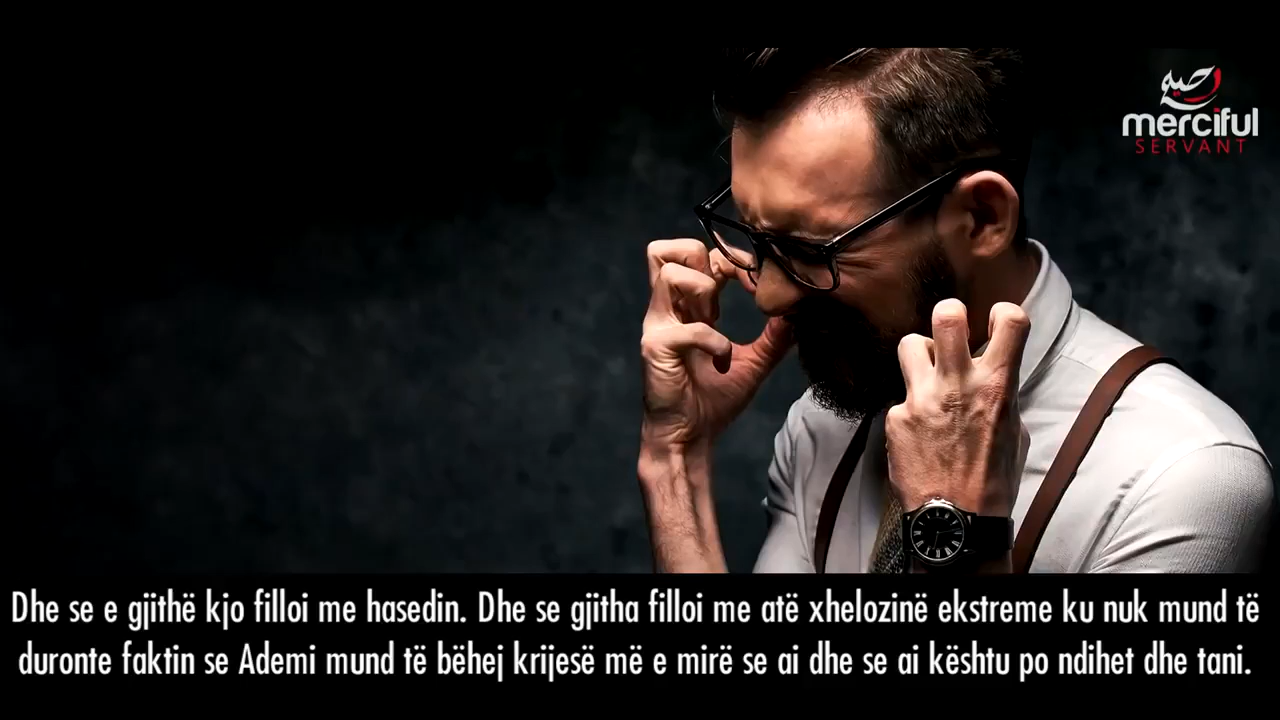 merciful
SERVANT
Dhe se e gjithë kjo filloi me hasedin. Dhe se gjitha filloi me atë xhelozinë ekstreme ku nuk mund të
duronte faktin se Ademi mund të bëhej krijesë më e mirë se ai dhe se ai kështu po ndihet dhe tani.